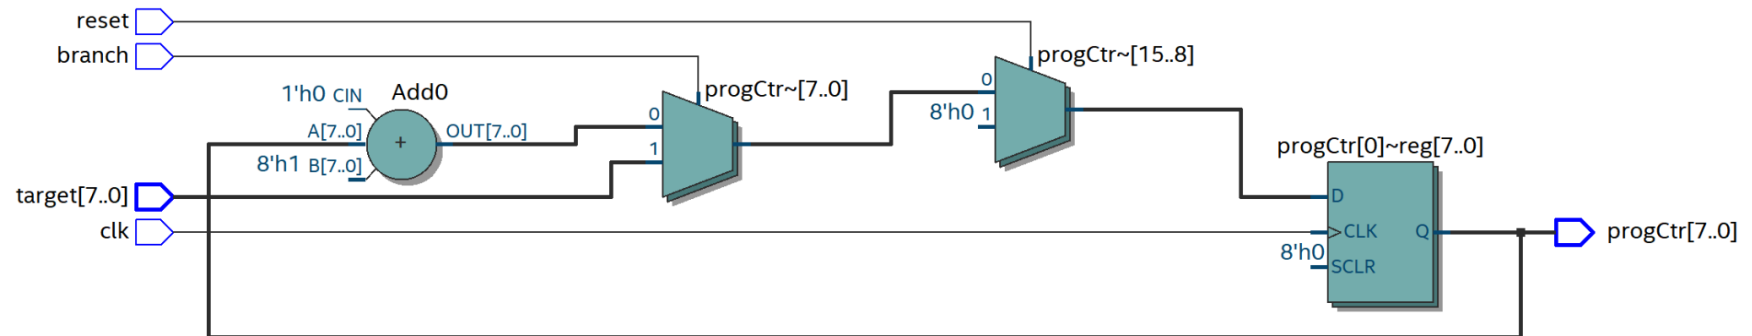 reset
branch
progCtr~[15..8]
1'h0 CIN
Add0
progCtr~[7..0]
0
8'h0 1
A[7..0]
+
OUT[7..0]
0
8'h1 B[7..0]
1
progCtr[0]~reg[7..0]
target[7..0]
D
clk
CLK
Q
progCtr[7..0]
8'h0
SCLR